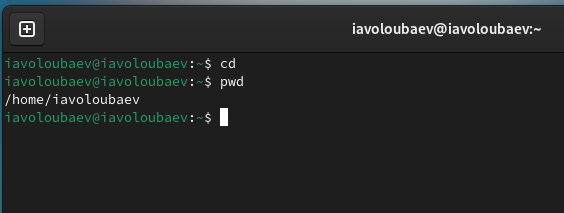 iavoloubaev@iavoloubaev:~
iavoloubaev@iavoloubaev:~$ cd
iavoloubaev@iavoloubaev:~$ pwd
/home/iavoloubaev
iavoloubaev@iavoloubaev:~$